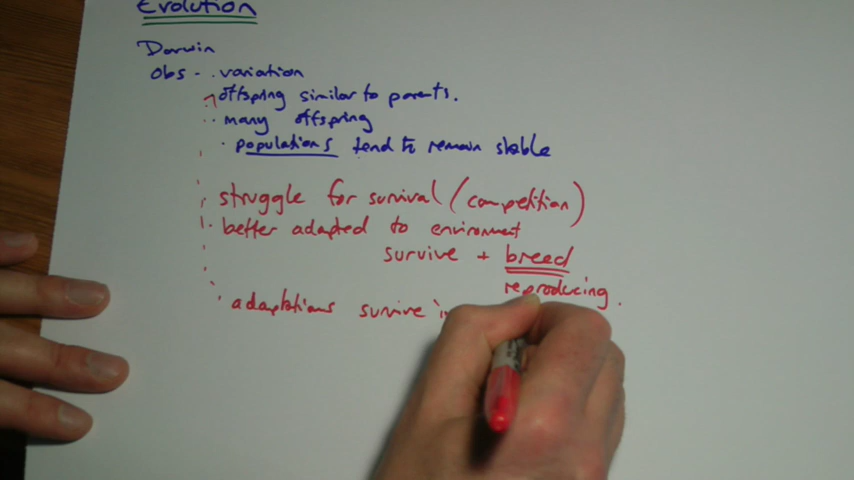 Evolution
Darwin
Obs - . variation
offspring similar to parents.
. many offspring
. populations tend to remain stable
struggle for survival (competition)
. better adapted to environment
survive + breed
reproducing.
. adaptations survive in